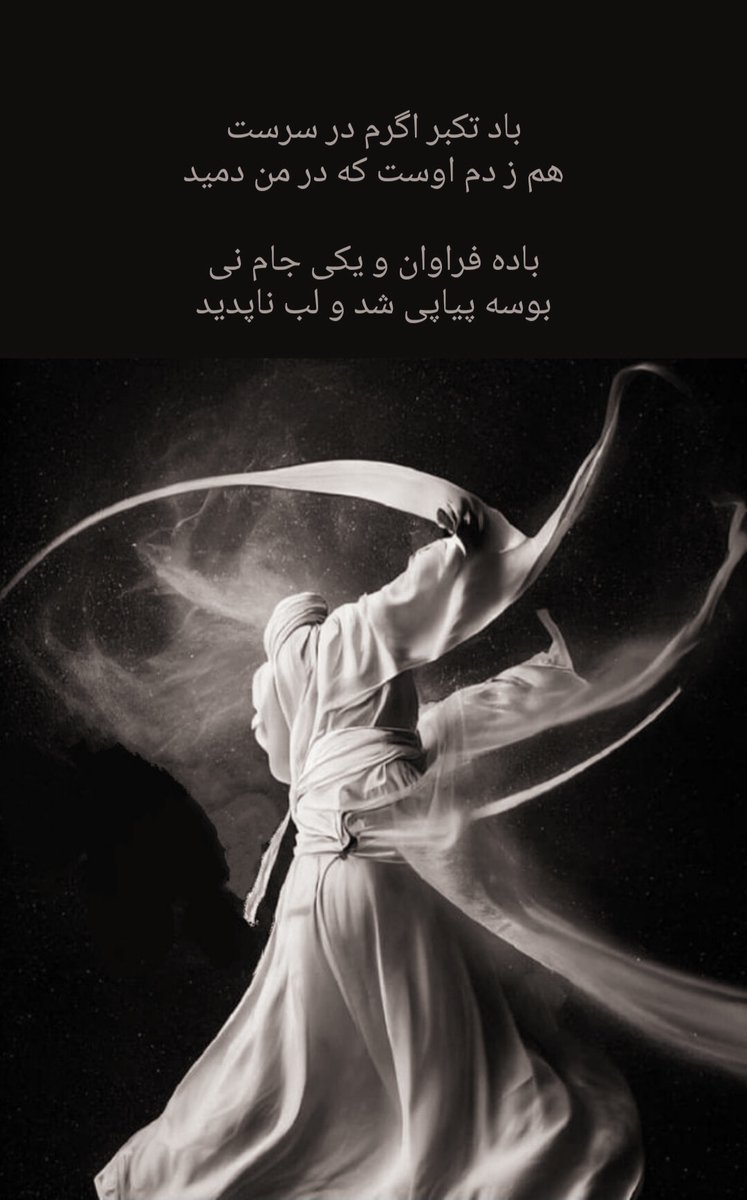 باد تکبر اگرم در سرست
هم ز دم اوست که در من دمید
باده فراوان و یکی جام نی
بوسه پیاپی شد و لب ناپدید